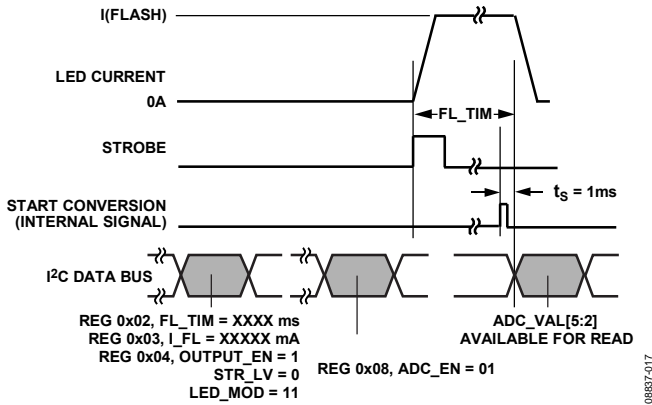 I(FLASH)
LED CURRENT
0A
FL_TIM
STROBE
START CONVERSION
(INTERNAL SIGNAL)
tS = 1ms
I2C DATA BUS
REG 0x02, FL_TIM = XXXX ms
REG 0x03, I_FL = XXXXX mA
REG 0x04, OUTPUT_EN = 1
STR_LV = 0
LED_MOD = 11
REG 0x08, ADC_EN = 01
ADC_VAL[5:2]
AVAILABLE FOR READ
08837-017